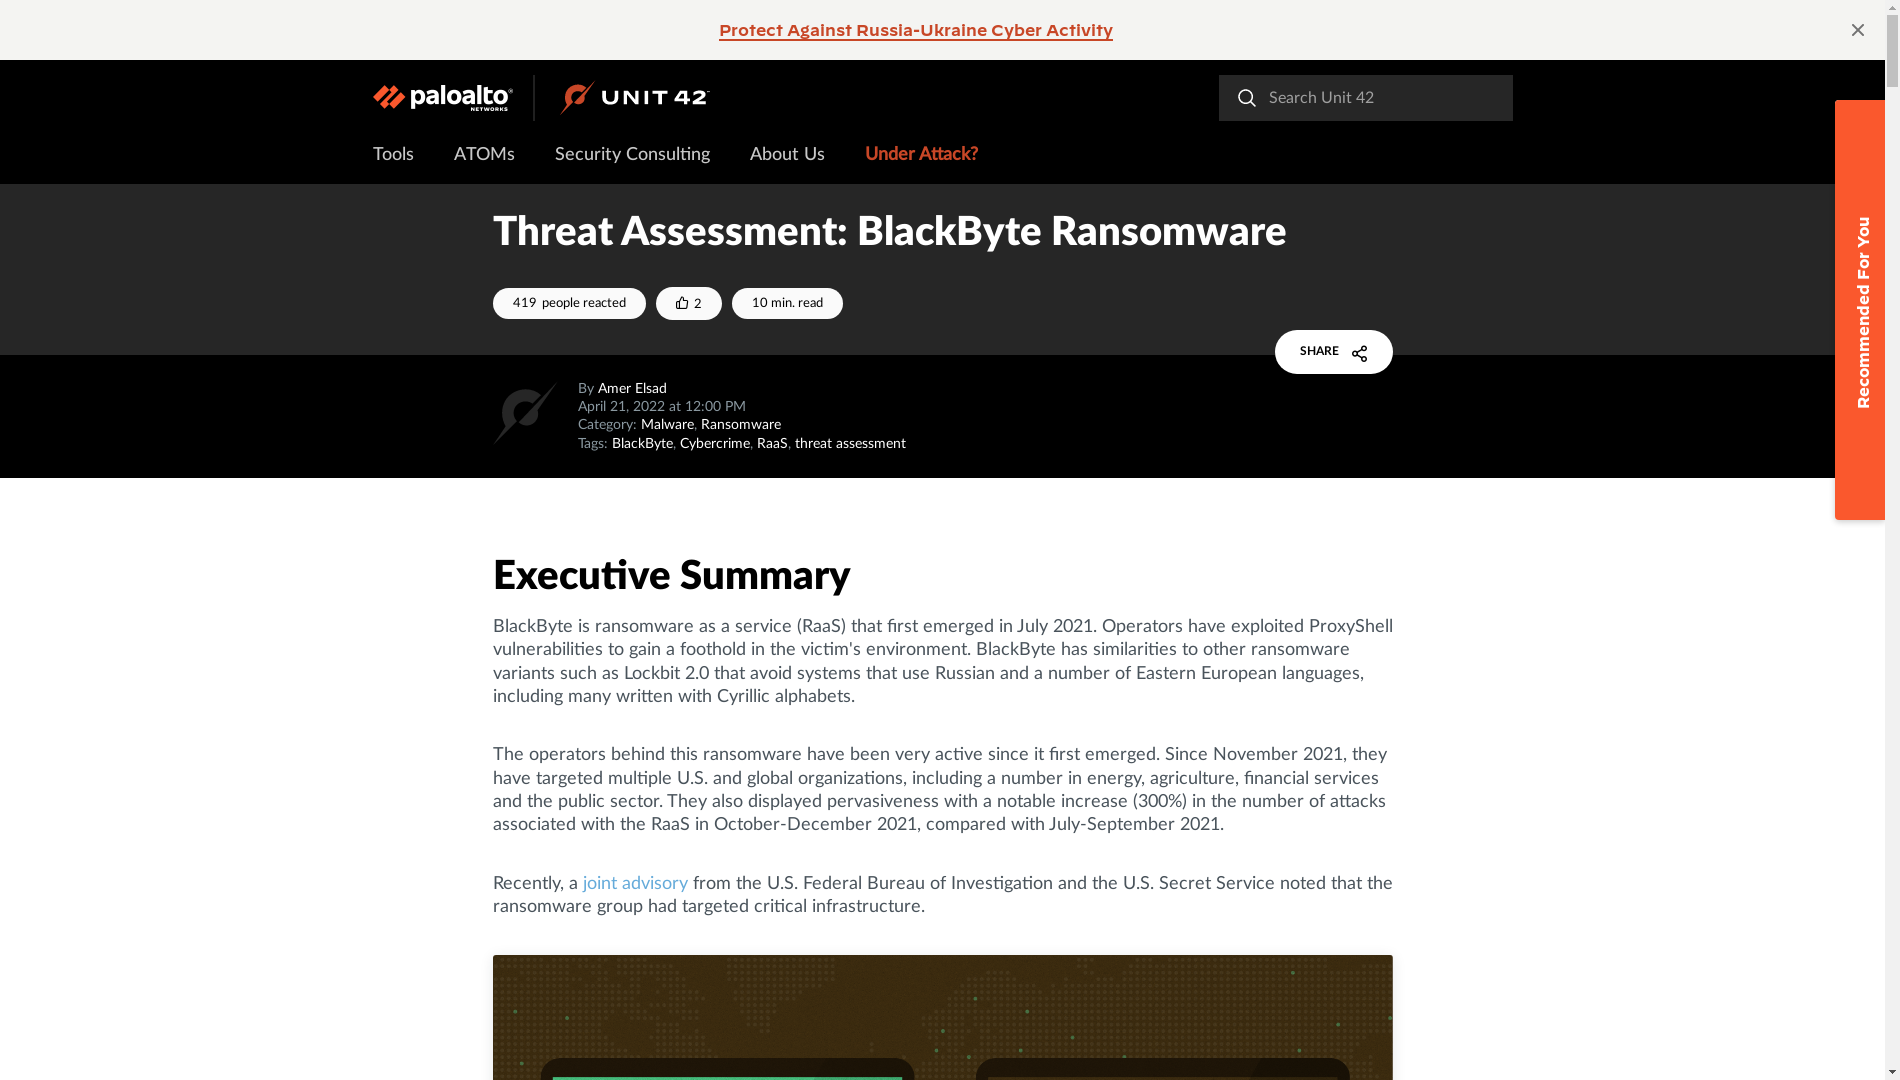 Protect Against Russia-Ukraine Cyber Activity
paloalto NETWORKS
UNIT 42
Search Unit 42
Tools ATOMs Security Consulting About Us Under Attack?
Recommended For You
Threat Assessment: BlackByte Ransomware
419 people reacted 2 10 min. read
SHARE
By Amer Elsad
April 21, 2022 at 12:00 PM
Category: Malware, Ransomware
Tags: BlackByte, Cybercrime, RaaS, threat assessment
Executive Summary
BlackByte is ransomware as a service (RaaS) that first emerged in July 2021. Operators have exploited ProxyShell
vulnerabilities to gain a foothold in the victim's environment. BlackByte has similarities to other ransomware
variants such as Lockbit 2.0 that avoid systems that use Russian and a number of Eastern European languages,
including many written with Cyrillic alphabets.
The operators behind this ransomware have been very active since it first emerged. Since November 2021, they
have targeted multiple U.S. and global organizations, including a number in energy, agriculture, financial services
and the public sector. They also displayed pervasiveness with a notable increase (300%) in the number of attacks
associated with the RaaS in October-December 2021, compared with July-September 2021.
Recently, a joint advisory from the U.S. Federal Bureau of Investigation and the U.S. Secret Service noted that the
ransomware group had targeted critical infrastructure.